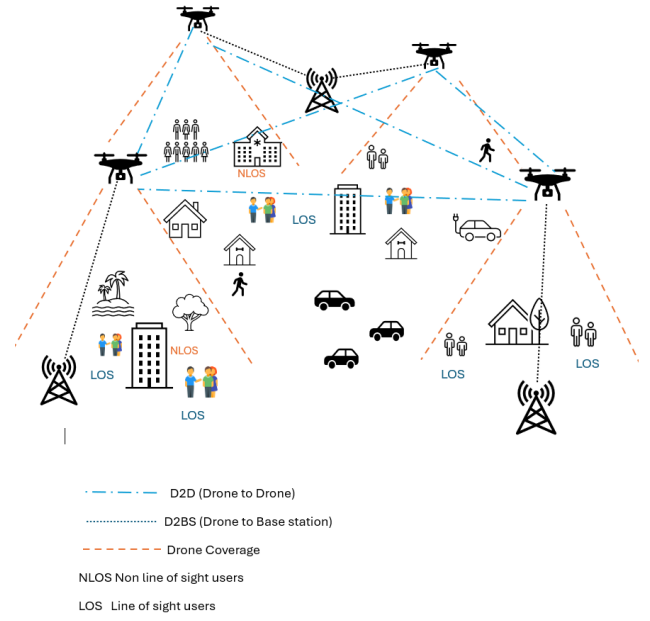 NLOS
LOS
NLOS
LOS
LOS
LOS
LOS
D2D (Drone to Drone)
D2BS (Drone to Base station)
Drone Coverage
NLOS Non line of sight users
LOS Line of sight users